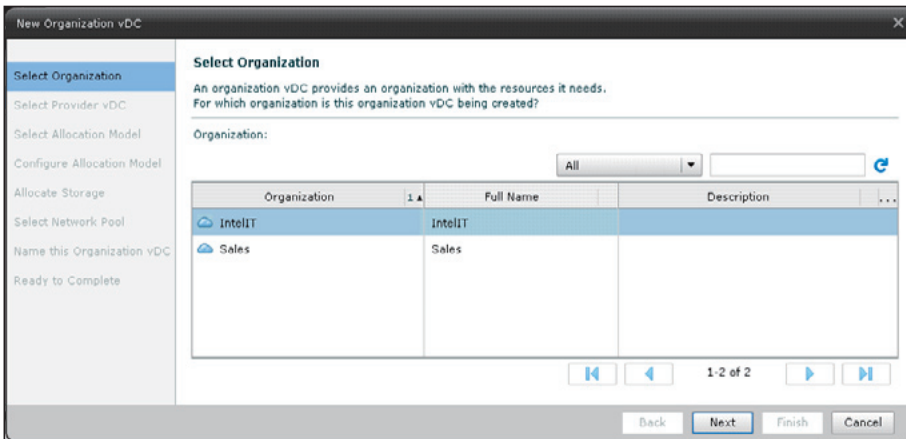 New Organization vDC
Select Organization
Select Provider vDC
Select Allocation Model
Configure Allocation Model
Allocate Storage
Select Network Pool
Name this Organization vDC
Ready to Complete
Select Organization
An organization vDC provides an organization with the resources it needs.
For which organization is this organization vDC being created?
Organization:
All
Organization 1 ▲ Full Name Description ...
IntelIT IntelIT
Sales Sales
1-2 of 2
Back Next Finish Cancel